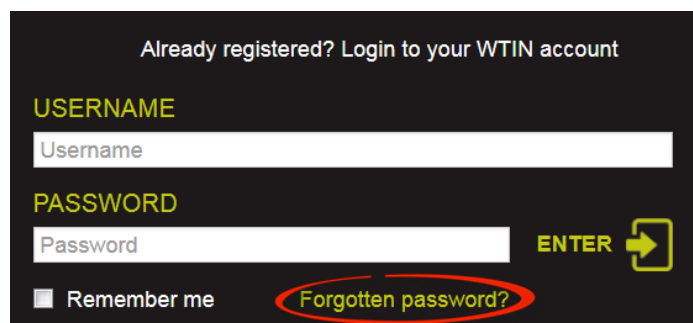 Already registered? Login to your WTIN account
USERNAME
Username
PASSWORD
Password
ENTER
Remember me
Forgotten password?